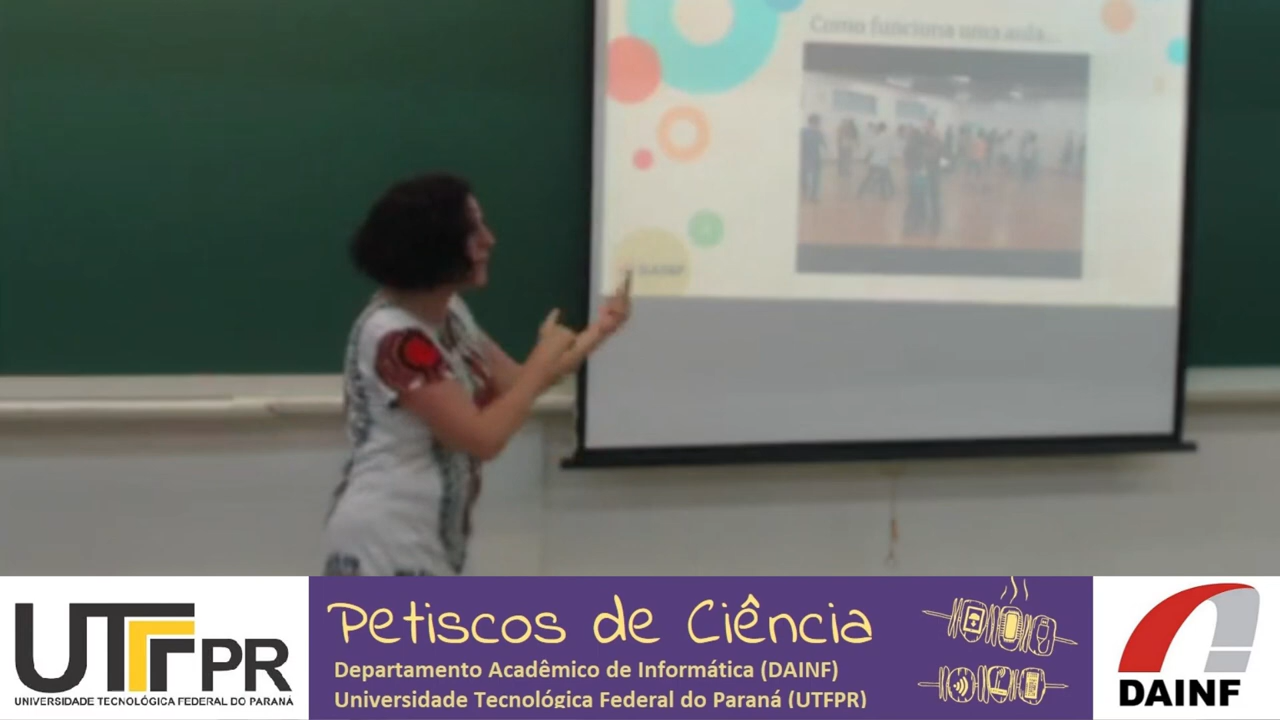 Como funciona uma aula...
UTFPR
UNIVERSIDADE TECNOLÓGICA FEDERAL DO PARANÁ
Petiscos de Ciência
Departamento Acadêmico de Informática (DAINF)
Universidade Tecnológica Federal do Paraná (UTFPR)
DAINF